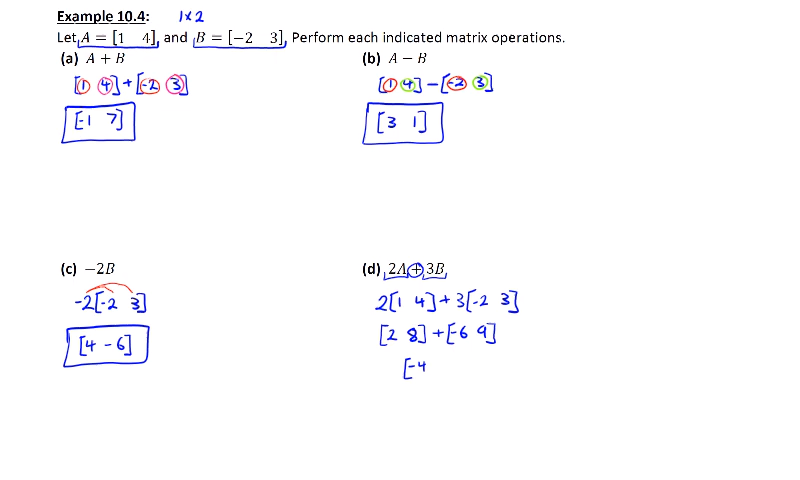 Example 10.4: 1×2
Let A = [1 4], and B = [−2 3], Perform each indicated matrix operations.
(a) A + B
[1 4]+[-2 3]
[-1 7]
(b) A − B
[1 4]-[-2 3]
[3 1]
(c) −2B
-2[-2 3]
[4 -6]
(d) 2A + 3B,
2[1 4]+3[-2 3]
[2 8]+[-6 9]
[-4